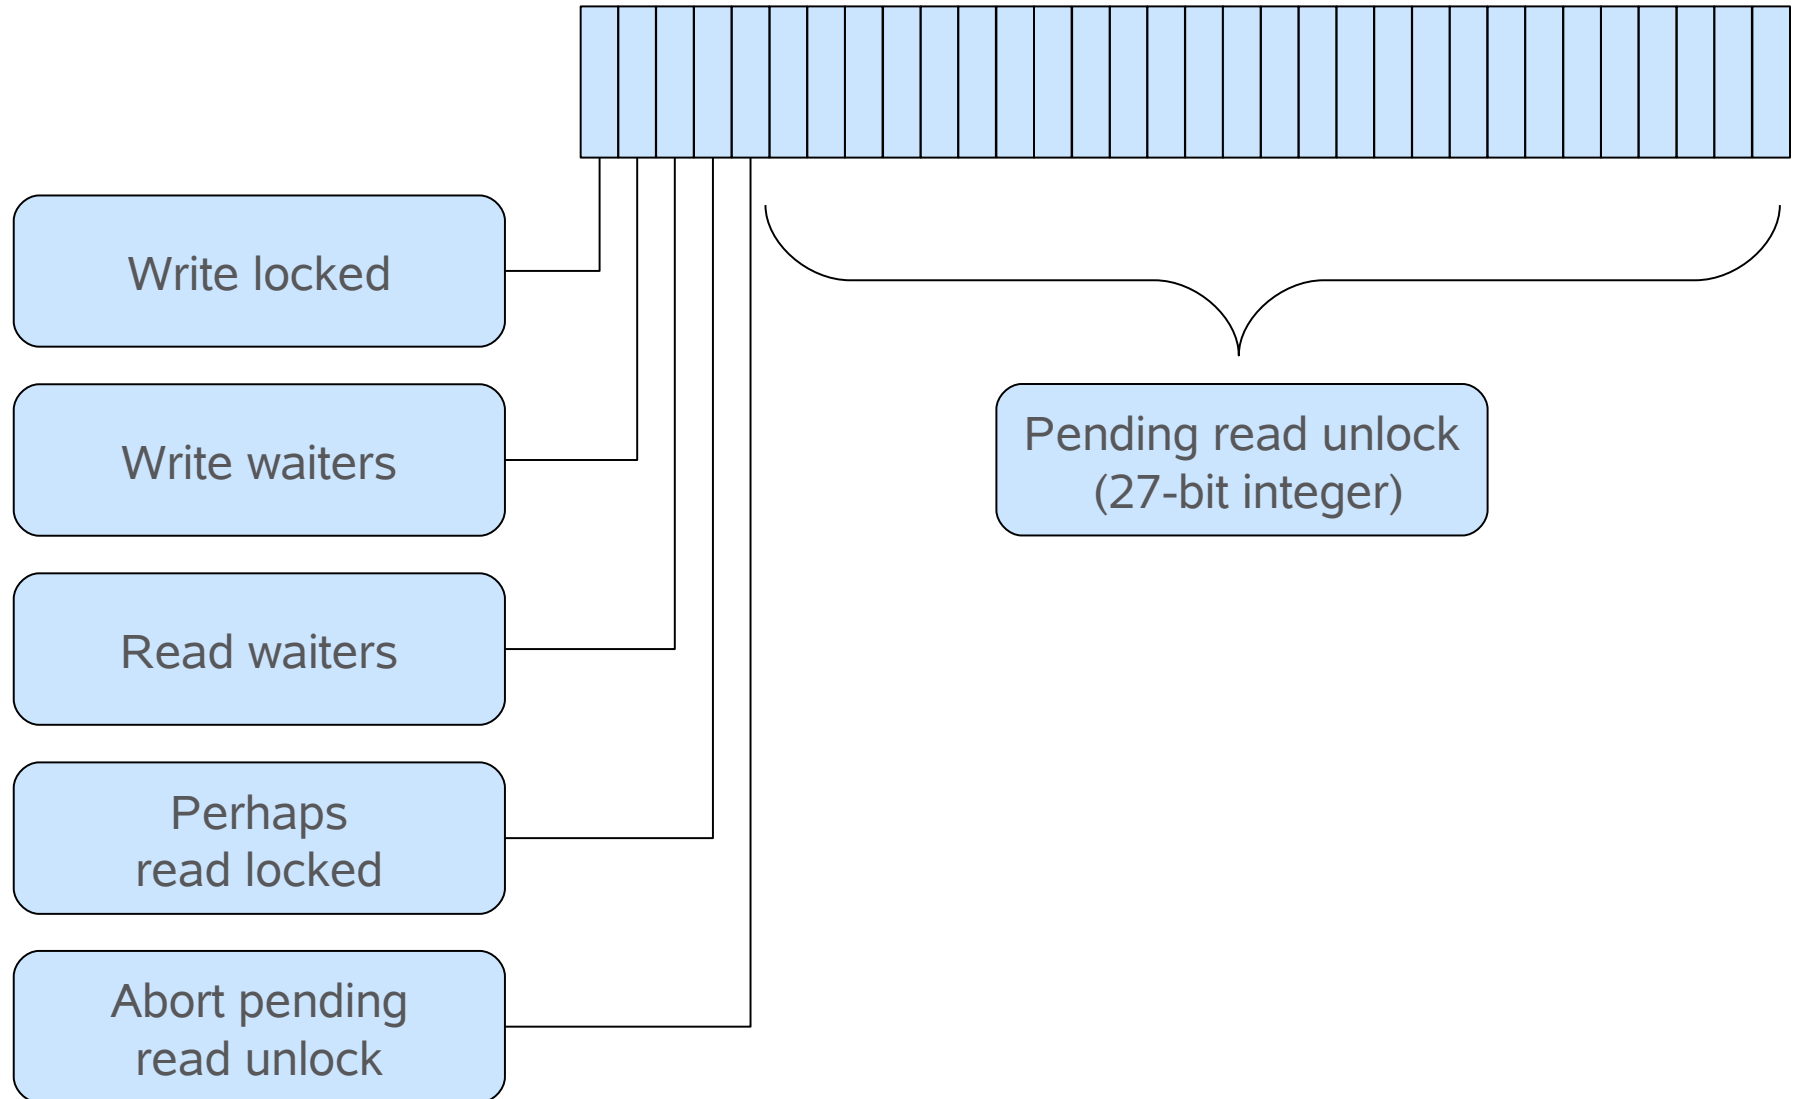 Write locked
Write waiters
Pending read unlock
(27-bit integer)
Read waiters
Perhaps
read locked
Abort pending
read unlock